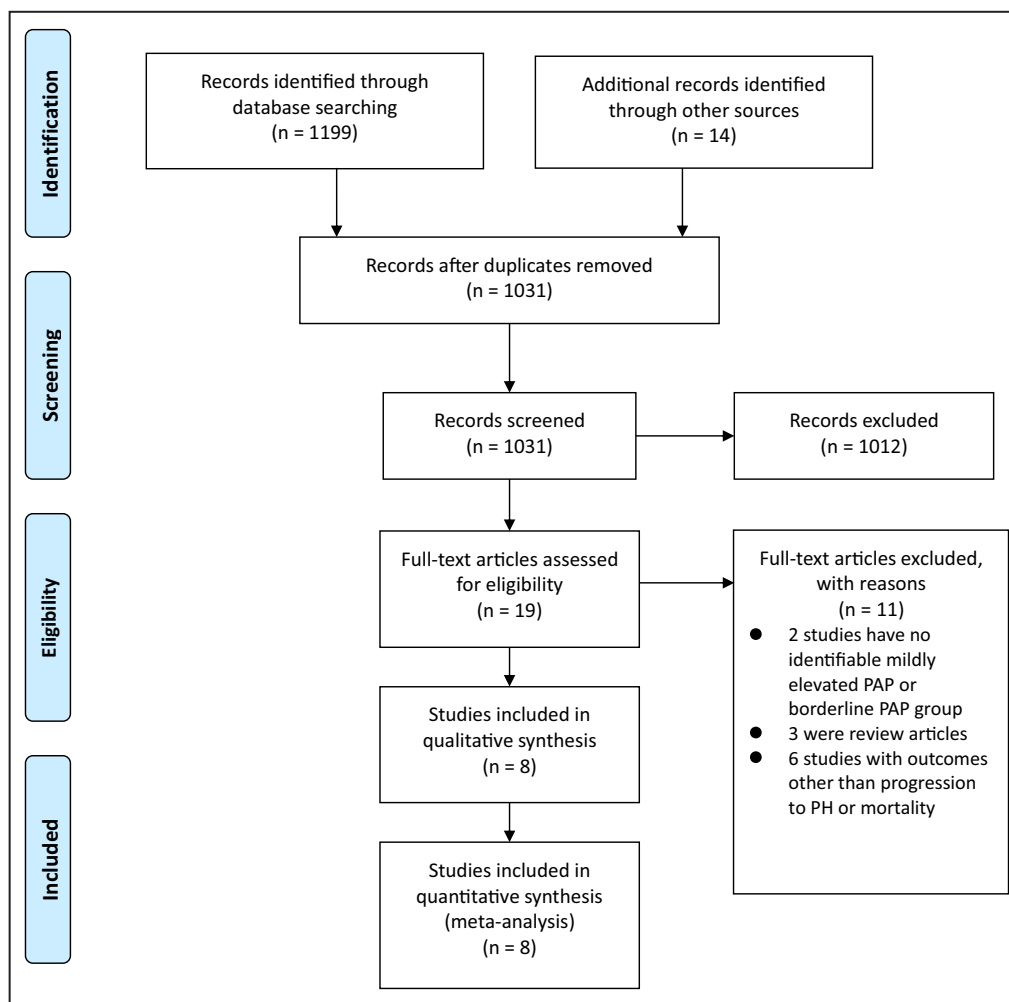 Identification
Records identified through
database searching
(n = 1199)
Additional records identified
through other sources
(n = 14)
Records after duplicates removed
(n = 1031)
Screening
Records screened
(n = 1031)
Records excluded
(n = 1012)
Eligibility
Full-text articles assessed
for eligibility
(n = 19)
Full-text articles excluded,
with reasons
(n = 11)
● 2 studies have no
identifiable mildly
elevated PAP or
borderline PAP group
● 3 were review articles
● 6 studies with outcomes
other than progression
to PH or mortality
Studies included in
qualitative synthesis
(n = 8)
Included
Studies included in
quantitative synthesis
(meta-analysis)
(n = 8)